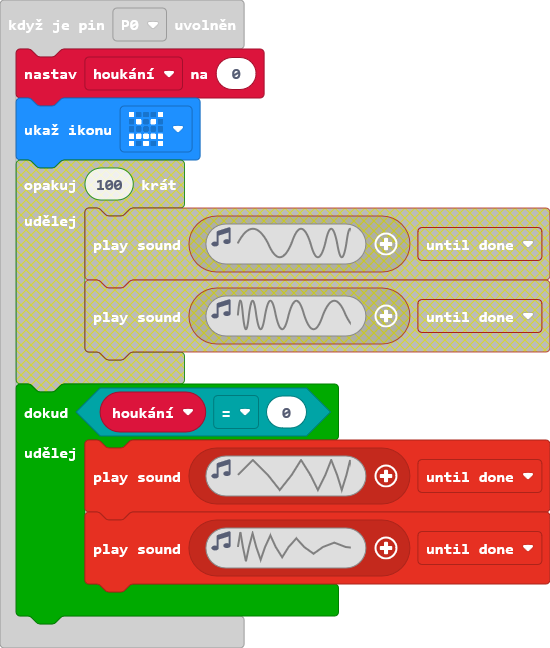 když je pin P0 uvolněn
nastav houkání na 0
ukaž ikonu
opakuj 100 krát
udělej
play sound until done
play sound until done
dokud houkání = 0
udělej
play sound until done
play sound until done